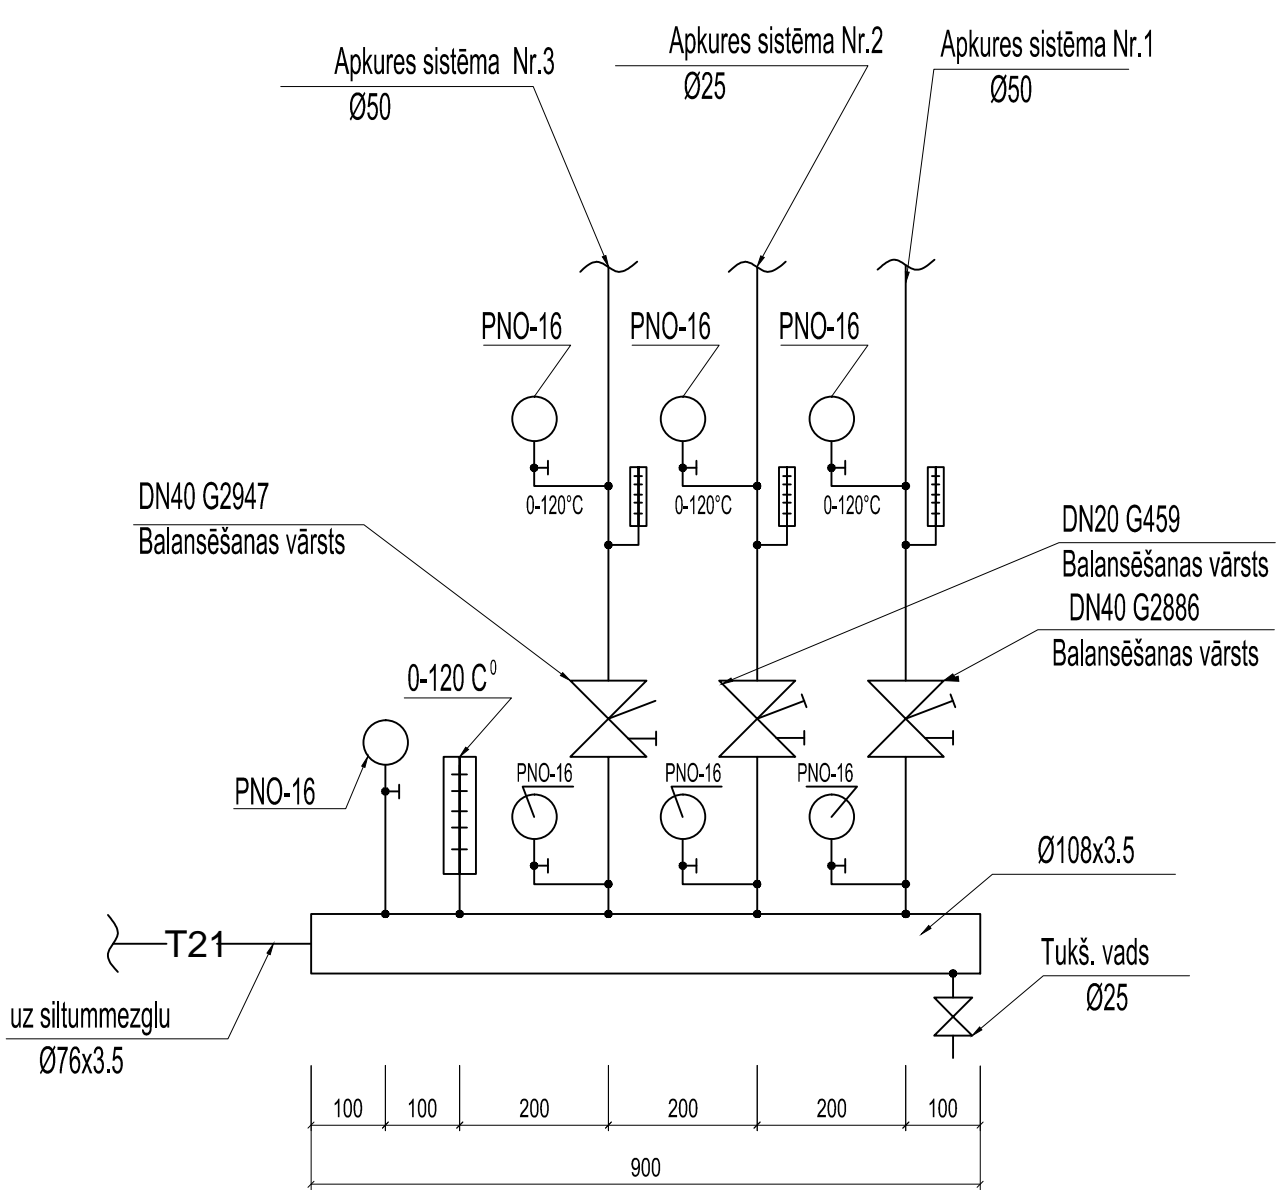 Apkures sistēma Nr.3
Ø50
Apkures sistēma Nr.2
Ø25
Apkures sistēma Nr.1
Ø50
PNO-16
PNO-16
PNO-16
0-120°C
0-120°C
0-120°C
DN40 G2947
Balansēšanas vārsts
DN20 G459
Balansēšanas vārsts
DN40 G2886
Balansēšanas vārsts
0-120 C⁰
PNO-16
PNO-16
PNO-16
PNO-16
Ø108x3.5
T21
uz siltummezglu
Ø76x3.5
Tukš. vads
Ø25
100
100
200
200
200
100
900